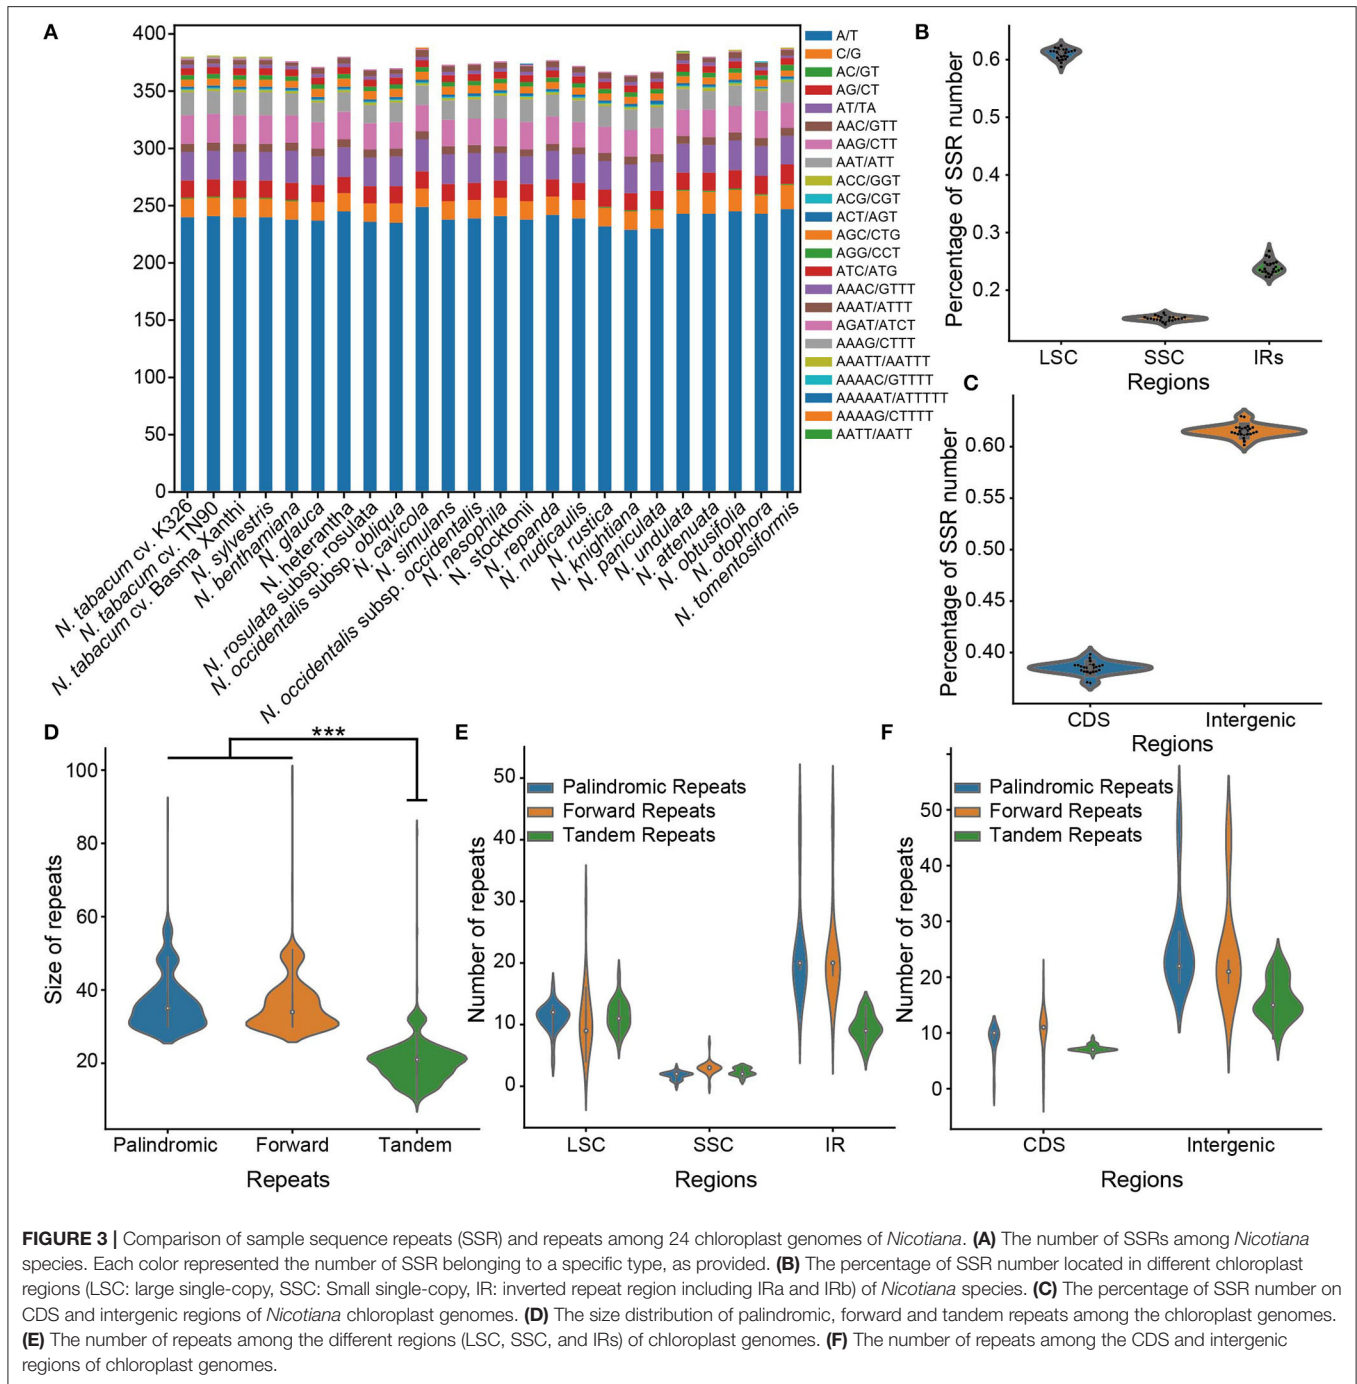 A
400
350
300
250
200
150
100
50
0
A/T
C/G
AC/GT
AG/CT
AT/TA
AAC/GTT
AAG/CTT
AAT/ATT
ACC/GGT
ACG/CGT
ACT/AGT
AGC/CTG
AGG/CCT
ATC/ATG
AAAC/GTTT
AAAT/ATTT
AGAT/ATCT
AAAG/CTTT
AAATT/AATTT
AAAAC/GTTTT
AAAAAT/ATTTTT
AAAAG/CTTTT
AATT/AATT
N. tabacum cv. K326
N. tabacum cv. TN90
N. tabacum cv. Basma Xanthi
N. sylvestris
N. benthamiana
N. glauca
N. heterantha
N. rosulata subsp. rosulata
N. occidentalis subsp. obliqua
N. cavicola
N. simulans
N. occidentalis subsp. occidentalis
N. nesophila
N. stocktonii
N. repanda
N. nudicaulis
N. rustica
N. knightiana
N. paniculata
N. undulata
N. attenuata
N. obtusifolia
N. otophora
N. tomentosiformis
B
Percentage of SSR number
0.6
0.5
0.4
0.3
0.2
LSC SSC IRs
Regions
C
Percentage of SSR number
0.60
0.55
0.50
0.45
0.40
CDS Intergenic
Regions
D
***
Size of repeats
100
80
60
40
20
Palindromic Forward Tandem
Repeats
E
Number of repeats
50
40
30
20
10
0
Palindromic Repeats
Forward Repeats
Tandem Repeats
LSC SSC IR
Regions
F
Number of repeats
50
40
30
20
10
0
Palindromic Repeats
Forward Repeats
Tandem Repeats
CDS Intergenic
Regions
FIGURE 3 | Comparison of sample sequence repeats (SSR) and repeats among 24 chloroplast genomes of Nicotiana. (A) The number of SSRs among Nicotiana
species. Each color represented the number of SSR belonging to a specific type, as provided. (B) The percentage of SSR number located in different chloroplast
regions (LSC: large single-copy, SSC: Small single-copy, IR: inverted repeat region including IRa and IRb) of Nicotiana species. (C) The percentage of SSR number on
CDS and intergenic regions of Nicotiana chloroplast genomes. (D) The size distribution of palindromic, forward and tandem repeats among the chloroplast genomes.
(E) The number of repeats among the different regions (LSC, SSC, and IRs) of chloroplast genomes. (F) The number of repeats among the CDS and intergenic
regions of chloroplast genomes.